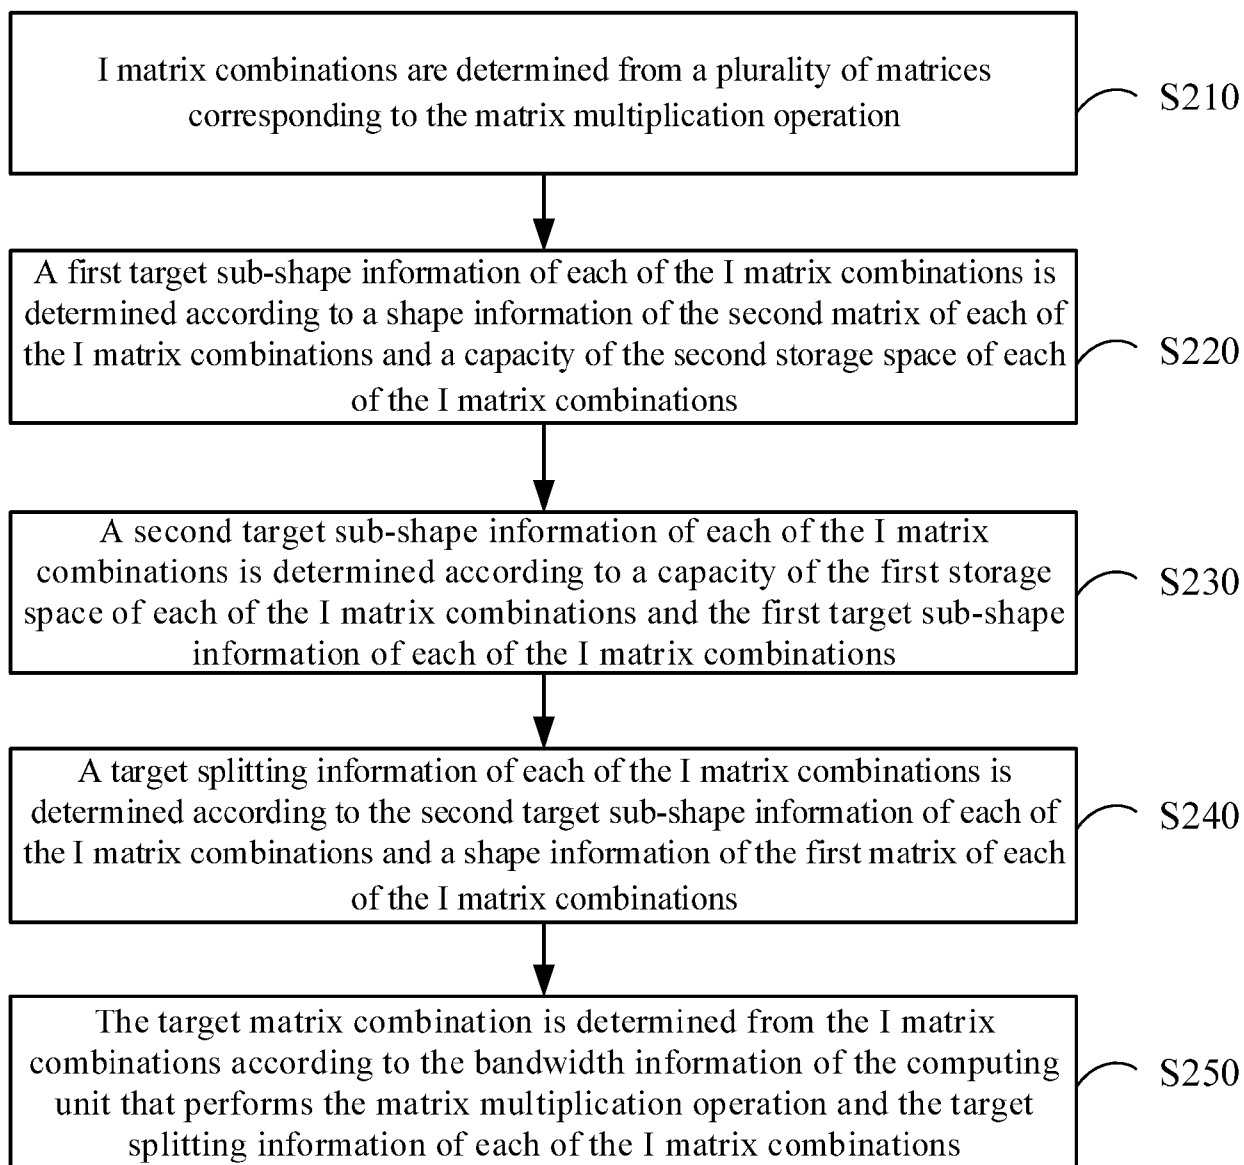 I matrix combinations are determined from a plurality of matrices
corresponding to the matrix multiplication operation
S210
A first target sub-shape information of each of the I matrix combinations is
determined according to a shape information of the second matrix of each of
the I matrix combinations and a capacity of the second storage space of each
of the I matrix combinations
S220
A second target sub-shape information of each of the I matrix
combinations is determined according to a capacity of the first storage
space of each of the I matrix combinations and the first target sub-shape
information of each of the I matrix combinations
S230
A target splitting information of each of the I matrix combinations is
determined according to the second target sub-shape information of each of
the I matrix combinations and a shape information of the first matrix of each
of the I matrix combinations
S240
The target matrix combination is determined from the I matrix
combinations according to the bandwidth information of the computing
unit that performs the matrix multiplication operation and the target
splitting information of each of the I matrix combinations
S250